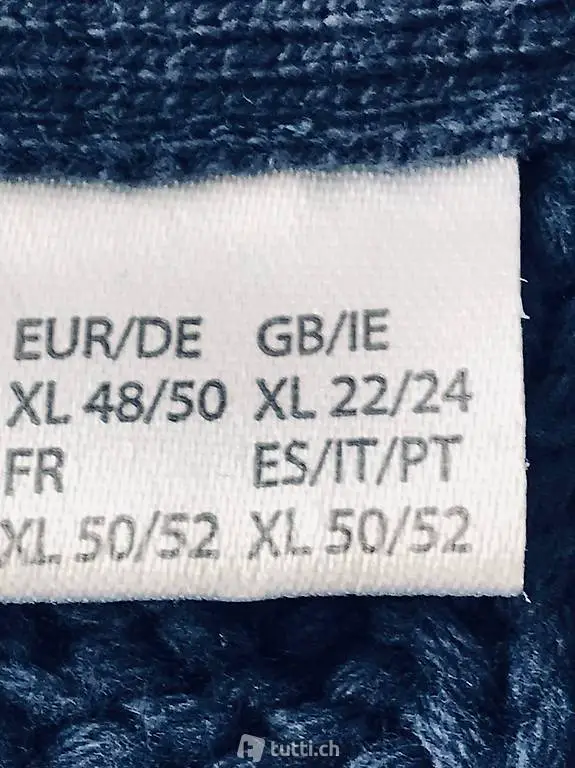 EUR/DE GB/IE
XL 48/50 XL 22/24
FR ES/IT/PT
XL 50/52 XL 50/52
tutti.ch